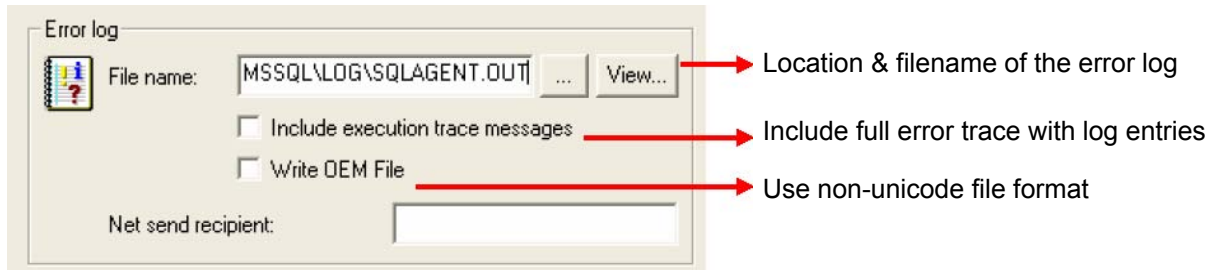 Error log
File name: MSSQL\LOG\SQLAGENT.OUT ... View... Location & filename of the error log
Include execution trace messages Include full error trace with log entries
Write OEM File
Use non-unicode file format
Net send recipient: